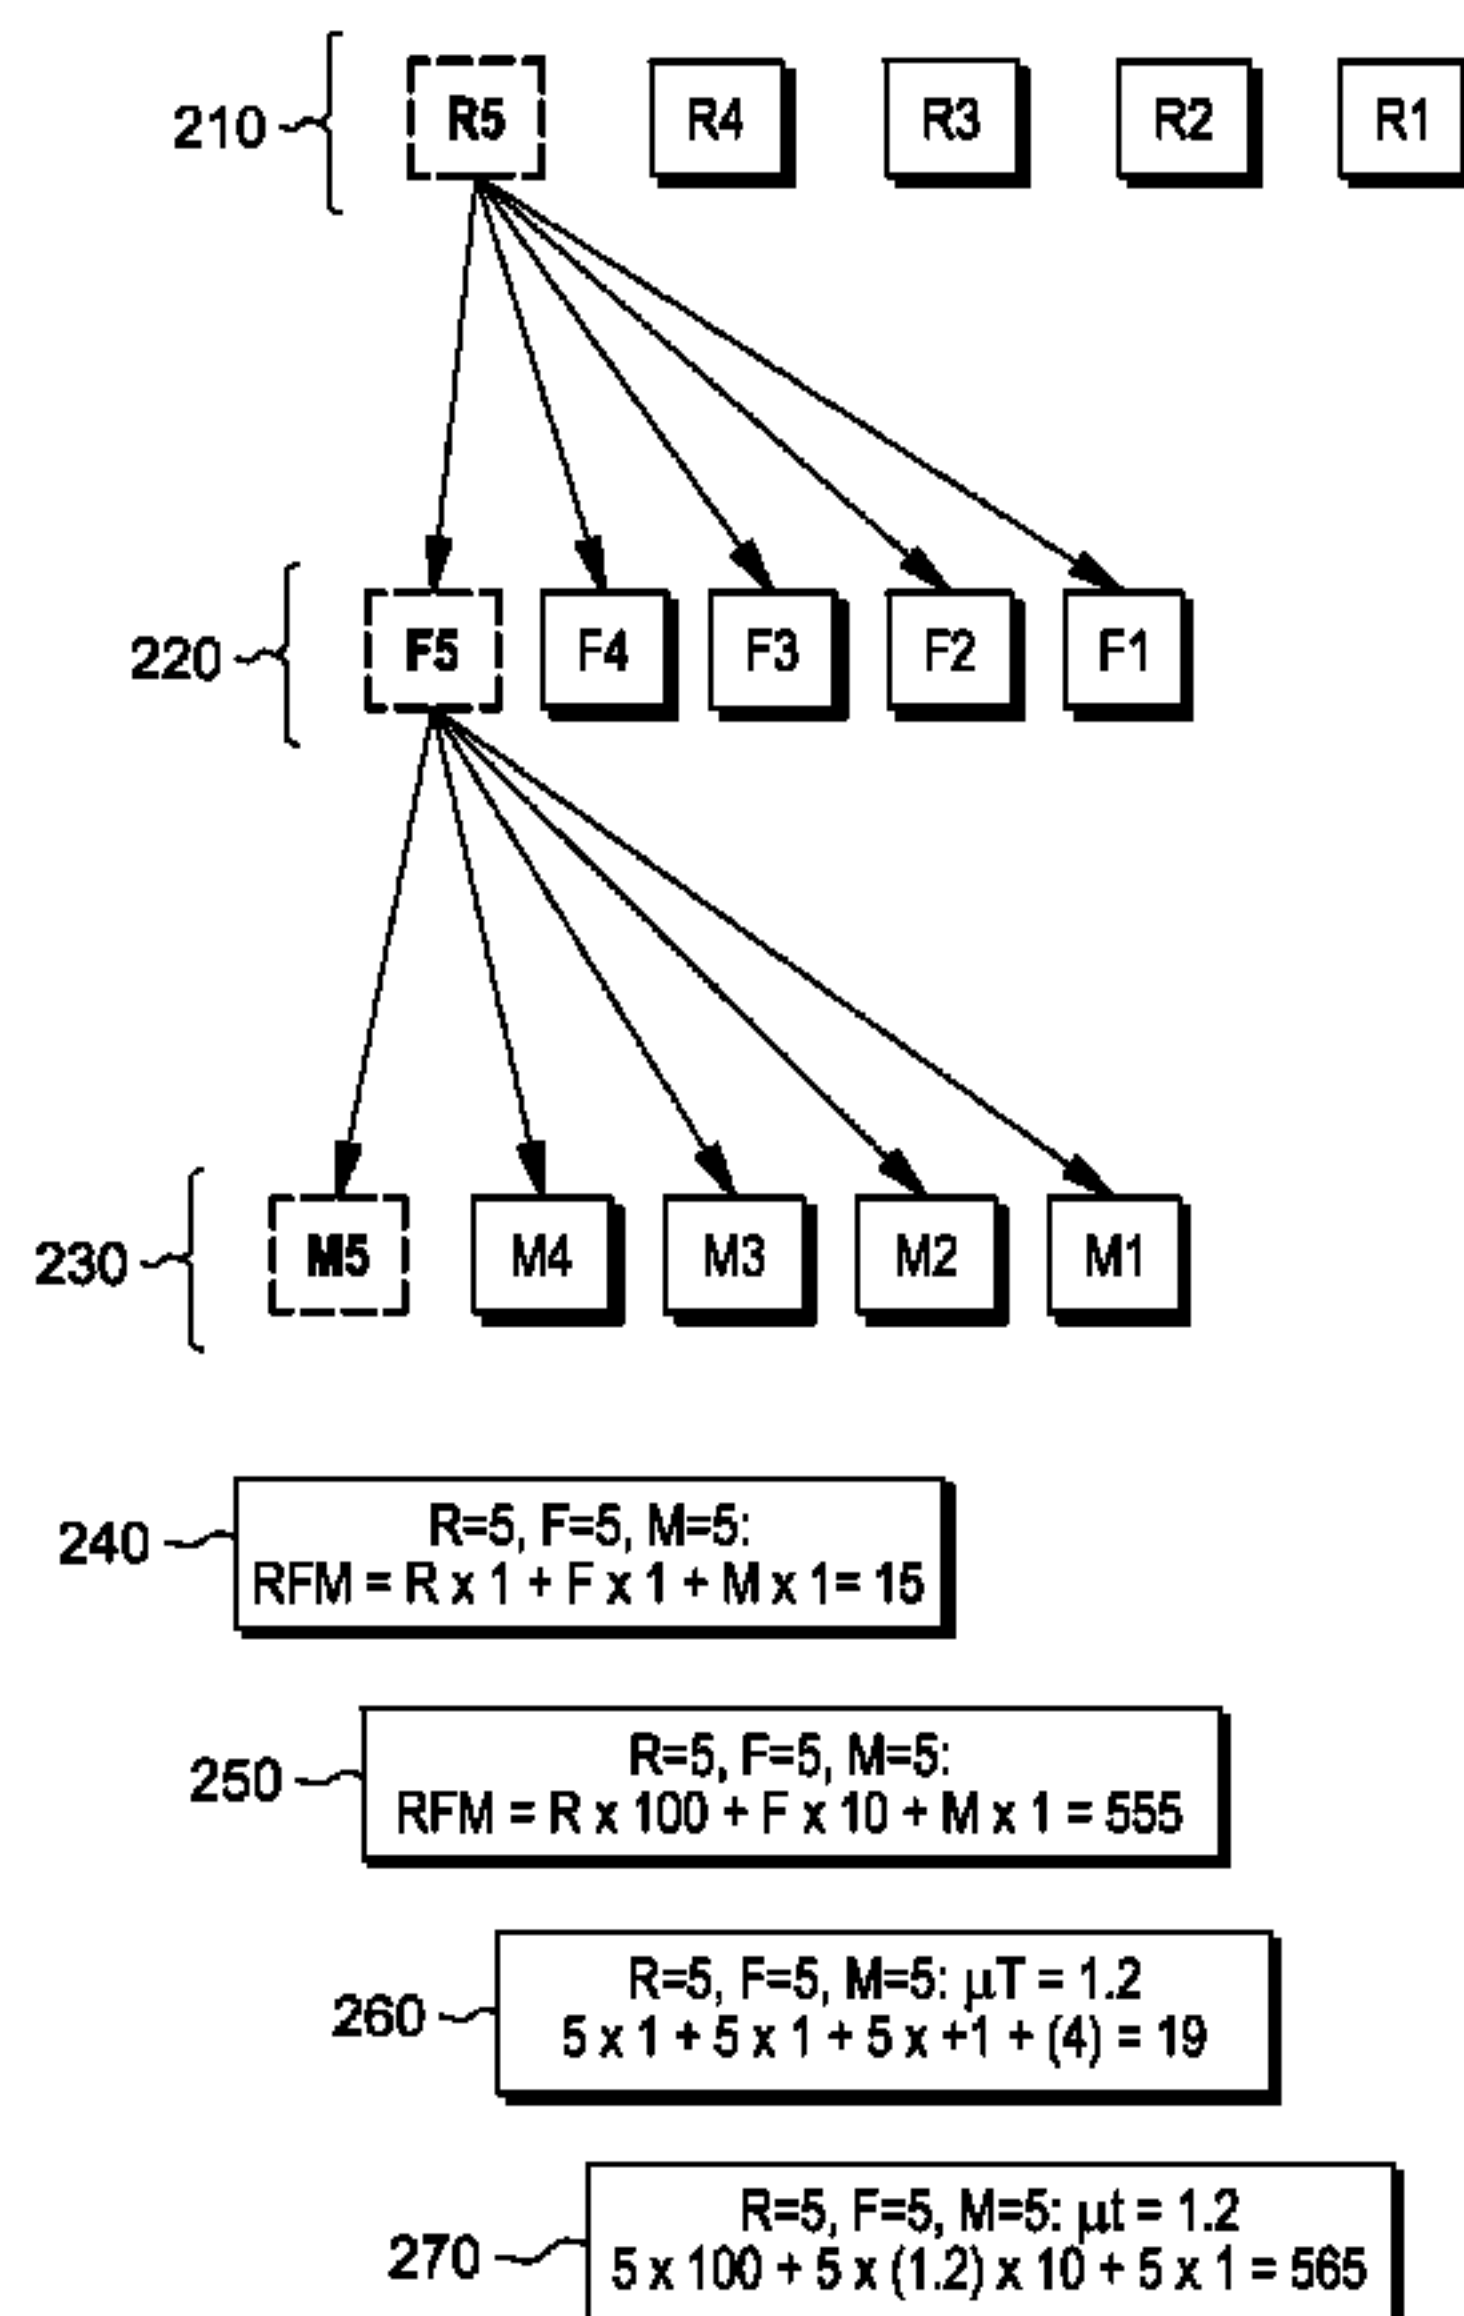 210 R5 R4 R3 R2 R1
220 F5 F4 F3 F2 F1
230 M5 M4 M3 M2 M1
240
R=5, F=5, M=5:
RFM = R x 1 + F x 1 + M x 1= 15
250
R=5, F=5, M=5:
RFM = R x 100 + F x 10 + M x 1 = 555
260
R=5, F=5, M=5: µT = 1.2
5 x 1 + 5 x 1 + 5 x +1 + (4) = 19
270
R=5, F=5, M=5: µt = 1.2
5 x 100 + 5 x (1.2) x 10 + 5 x 1 = 565